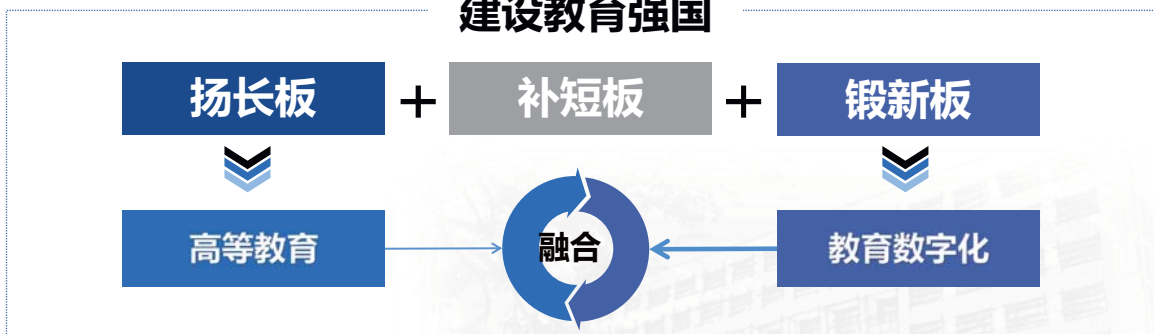 建设教育强国
扬长板 + 补短板 + 锻新板
高等教育 融合 教育数字化